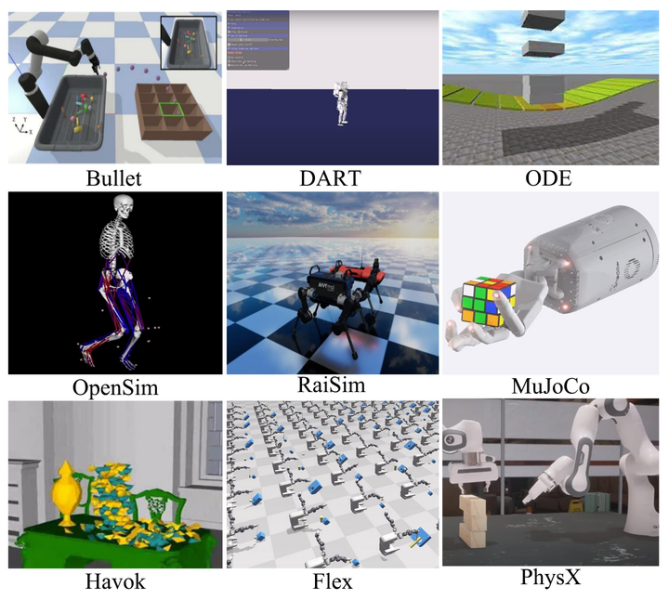 Bullet
DART
ODE
OpenSim
RaiSim
MuJoCo
Havok
Flex
PhysX